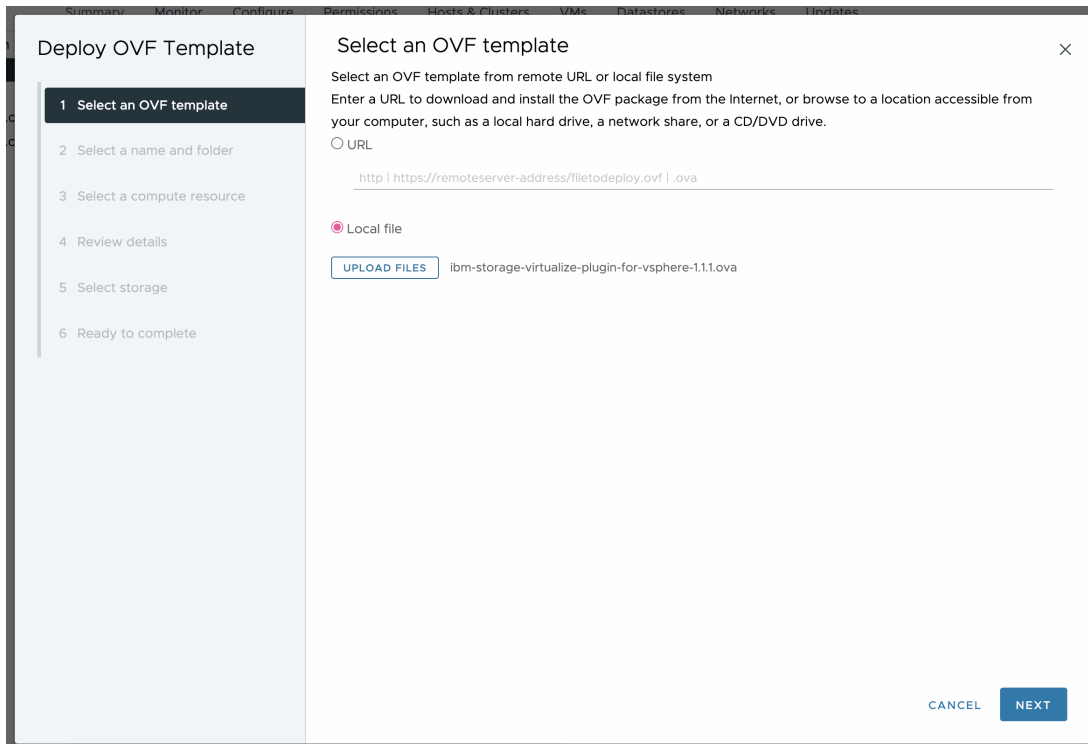 Summary Monitor Configure Permissions Hosts & Clusters VMs Datastores Networks Updates
Deploy OVF Template
1 Select an OVF template
2 Select a name and folder
3 Select a compute resource
4 Review details
5 Select storage
6 Ready to complete
Select an OVF template
Select an OVF template from remote URL or local file system
Enter a URL to download and install the OVF package from the Internet, or browse to a location accessible from
your computer, such as a local hard drive, a network share, or a CD/DVD drive.
URL
http | https://remoteserver-address/filetodeploy.ovf | .ova
Local file
UPLOAD FILES ibm-storage-virtualize-plugin-for-vsphere-1.1.1.ova
CANCEL NEXT